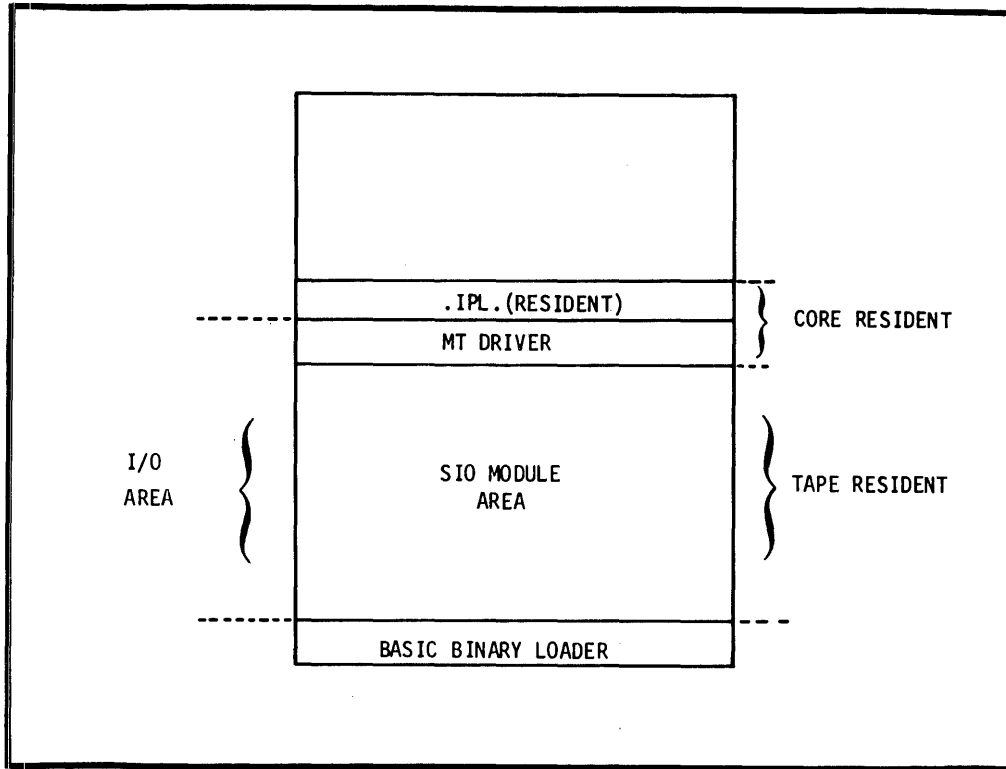 .IPL.(RESIDENT)
MT DRIVER
CORE RESIDENT
I/O
AREA
SIO MODULE
AREA
TAPE RESIDENT
BASIC BINARY LOADER